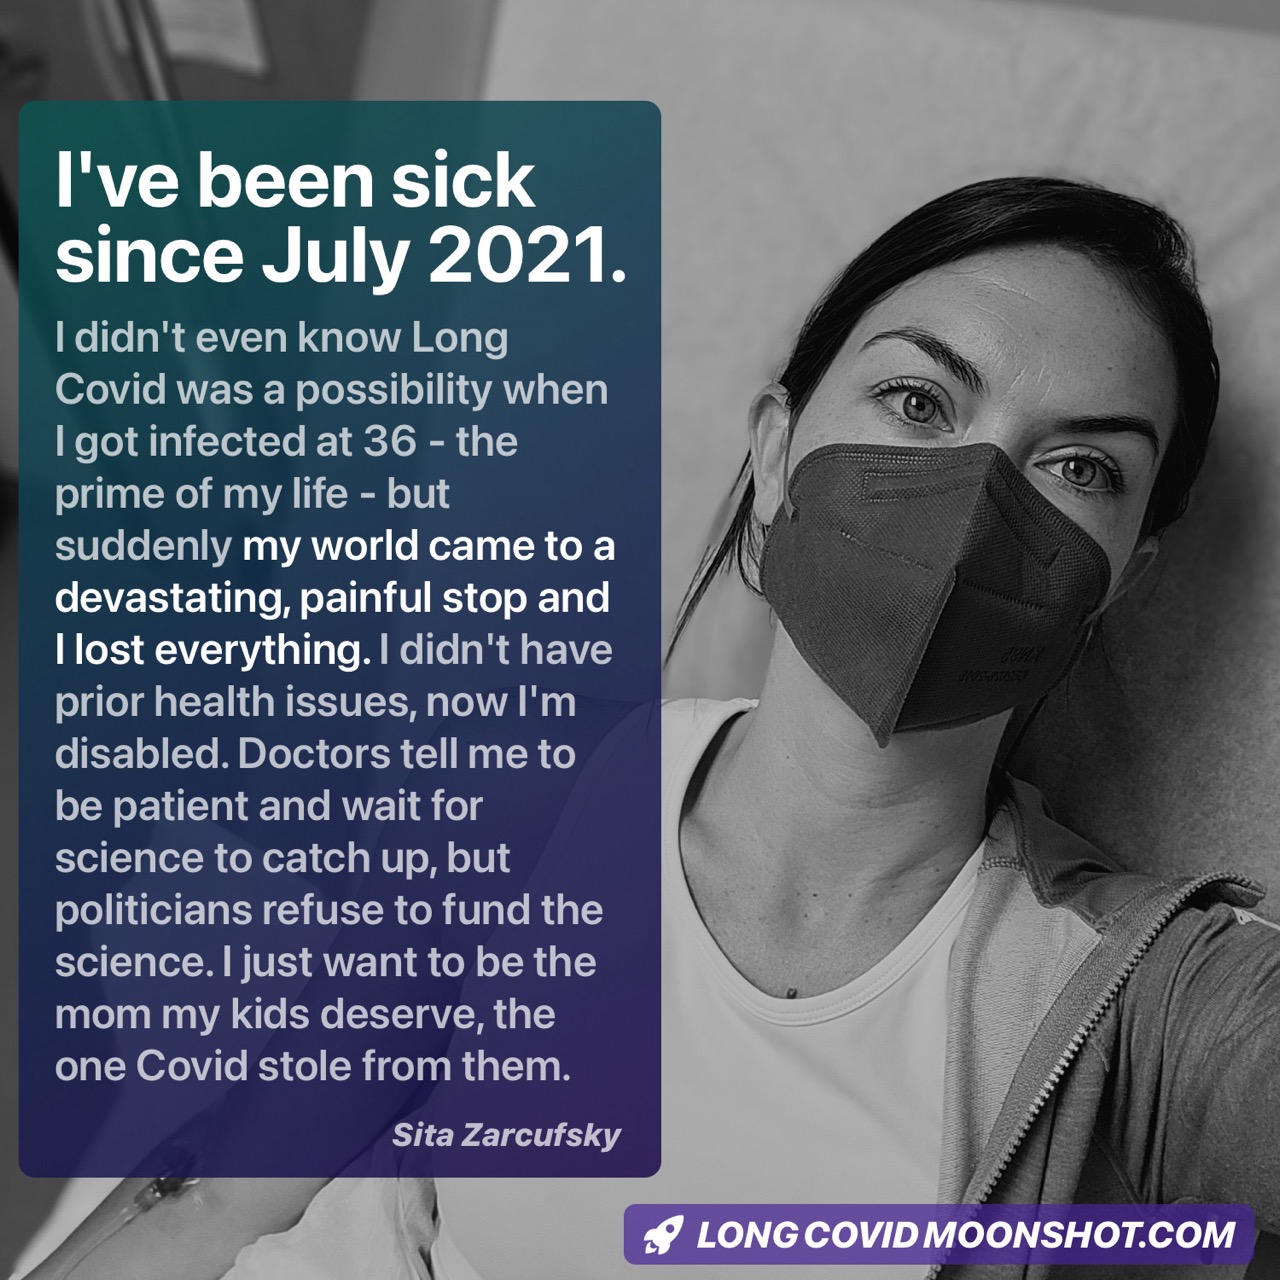 I've been sick
since July 2021.
I didn't even know Long
Covid was a possibility when
I got infected at 36 - the
prime of my life - but
suddenly my world came to a
devastating, painful stop and
I lost everything. I didn't have
prior health issues, now I'm
disabled. Doctors tell me to
be patient and wait for
science to catch up, but
politicians refuse to fund the
science. I just want to be the
mom my kids deserve, the
one Covid stole from them.
Sita Zarcufsky
LONG COVID MOONSHOT.COM